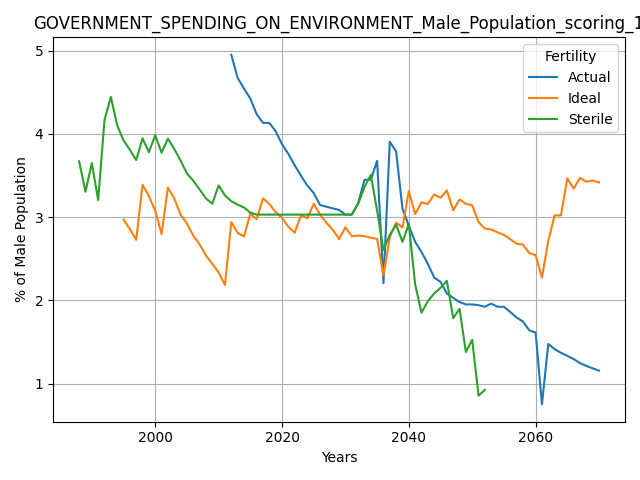 GOVERNMENT_SPENDING_ON_ENVIRONMENT_Male_Population_scoring_1
Fertility
Actual
Ideal
Sterile
% of Male Population
5
4
3
2
1
2000 2020 2040 2060
Years